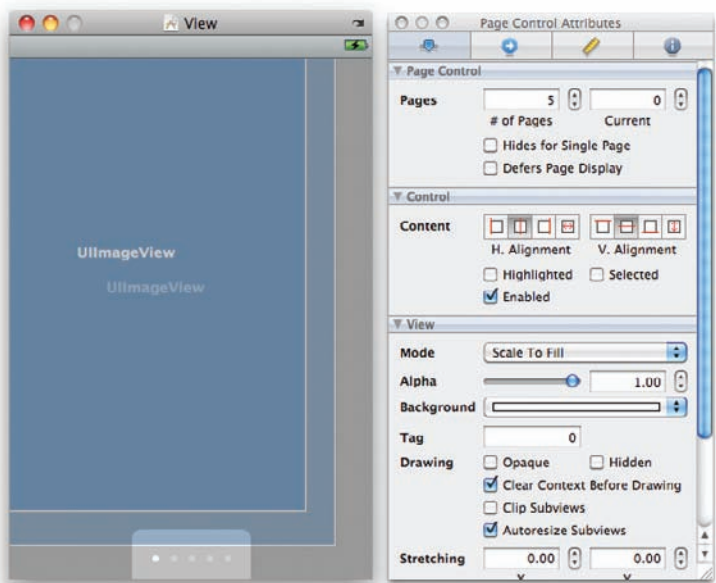 View
UIImageView
UIImageView
Page Control Attributes
Page Control
Pages
5
0
# of Pages
Current
Hides for Single Page
Defers Page Display
Control
Content
H. Alignment
V. Alignment
Highlighted
Selected
Enabled
View
Mode
Scale To Fill
Alpha
1.00
Background
Tag
0
Drawing
Opaque
Hidden
Clear Context Before Drawing
Clip Subviews
Autoresize Subviews
Stretching
0.00
0.00